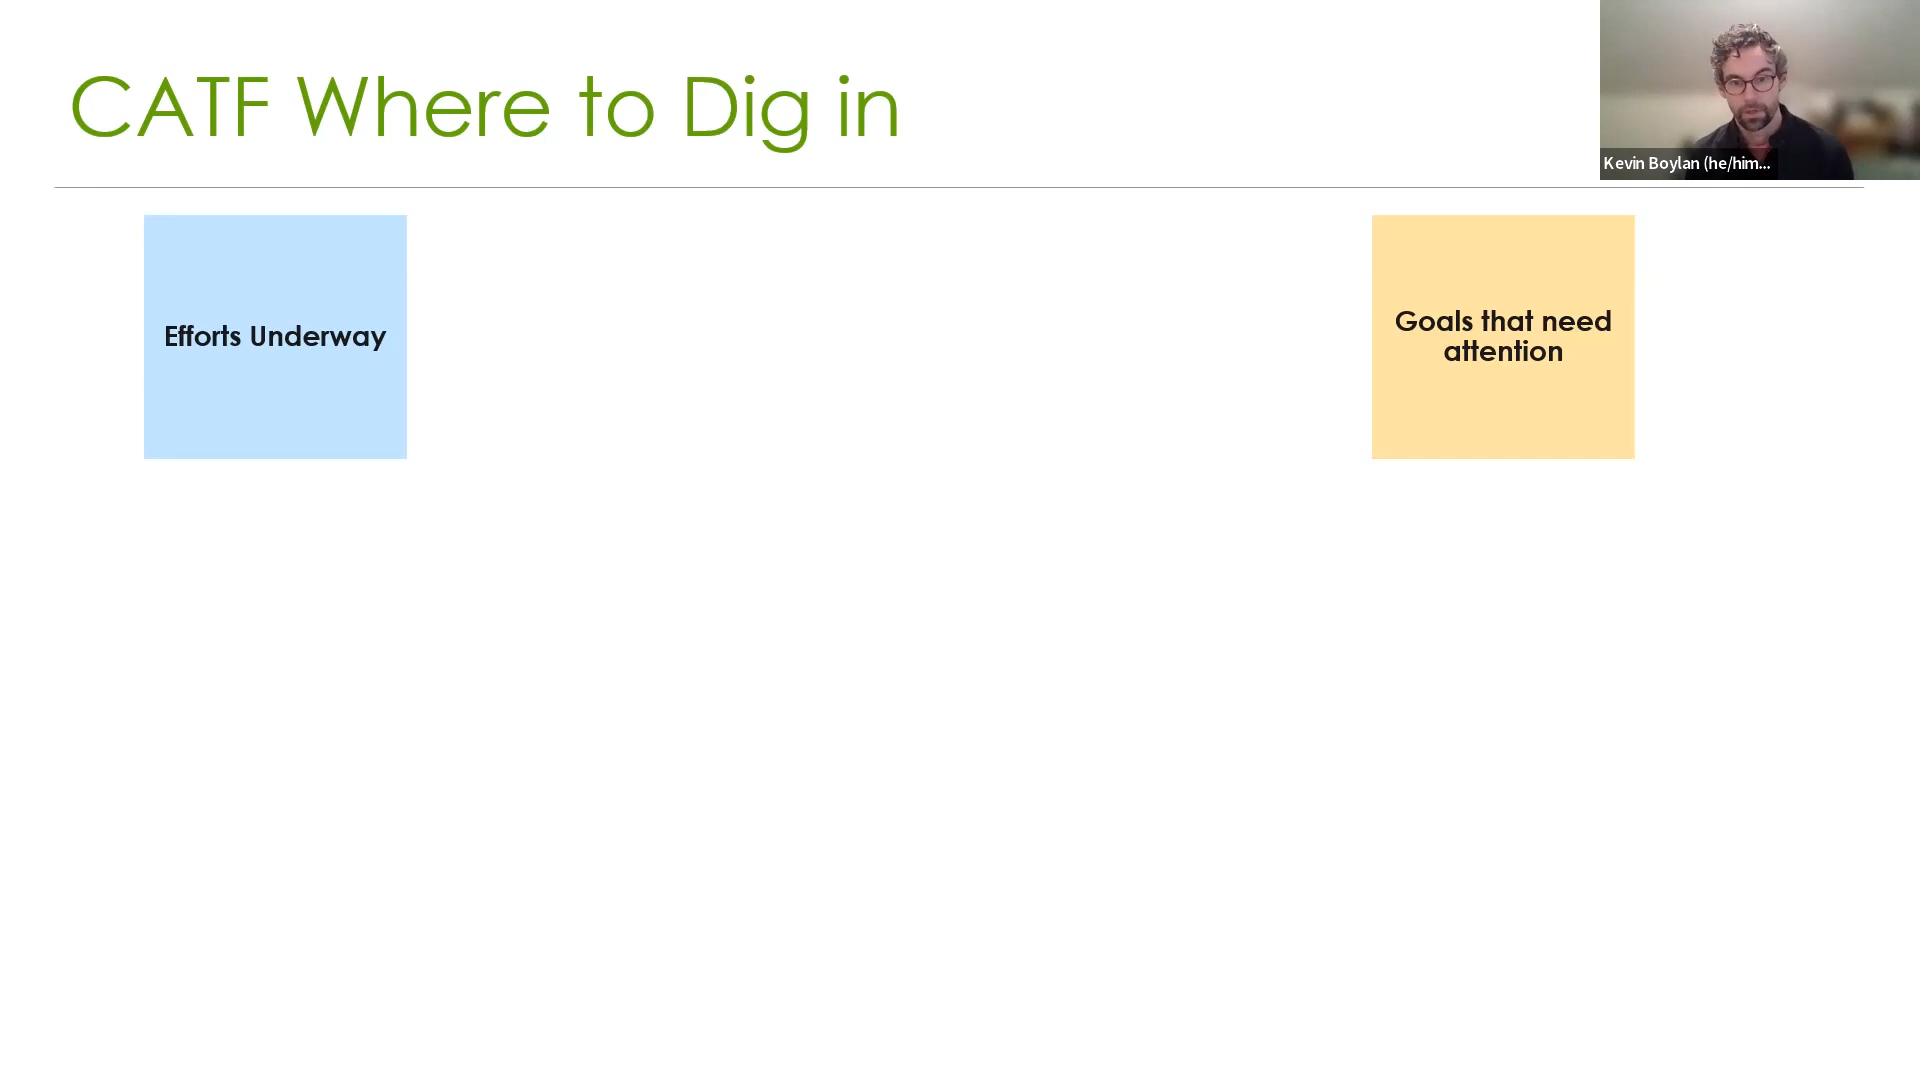 CATF Where to Dig in
Kevin Boylan (he/him...
Efforts Underway
Goals that need
attention